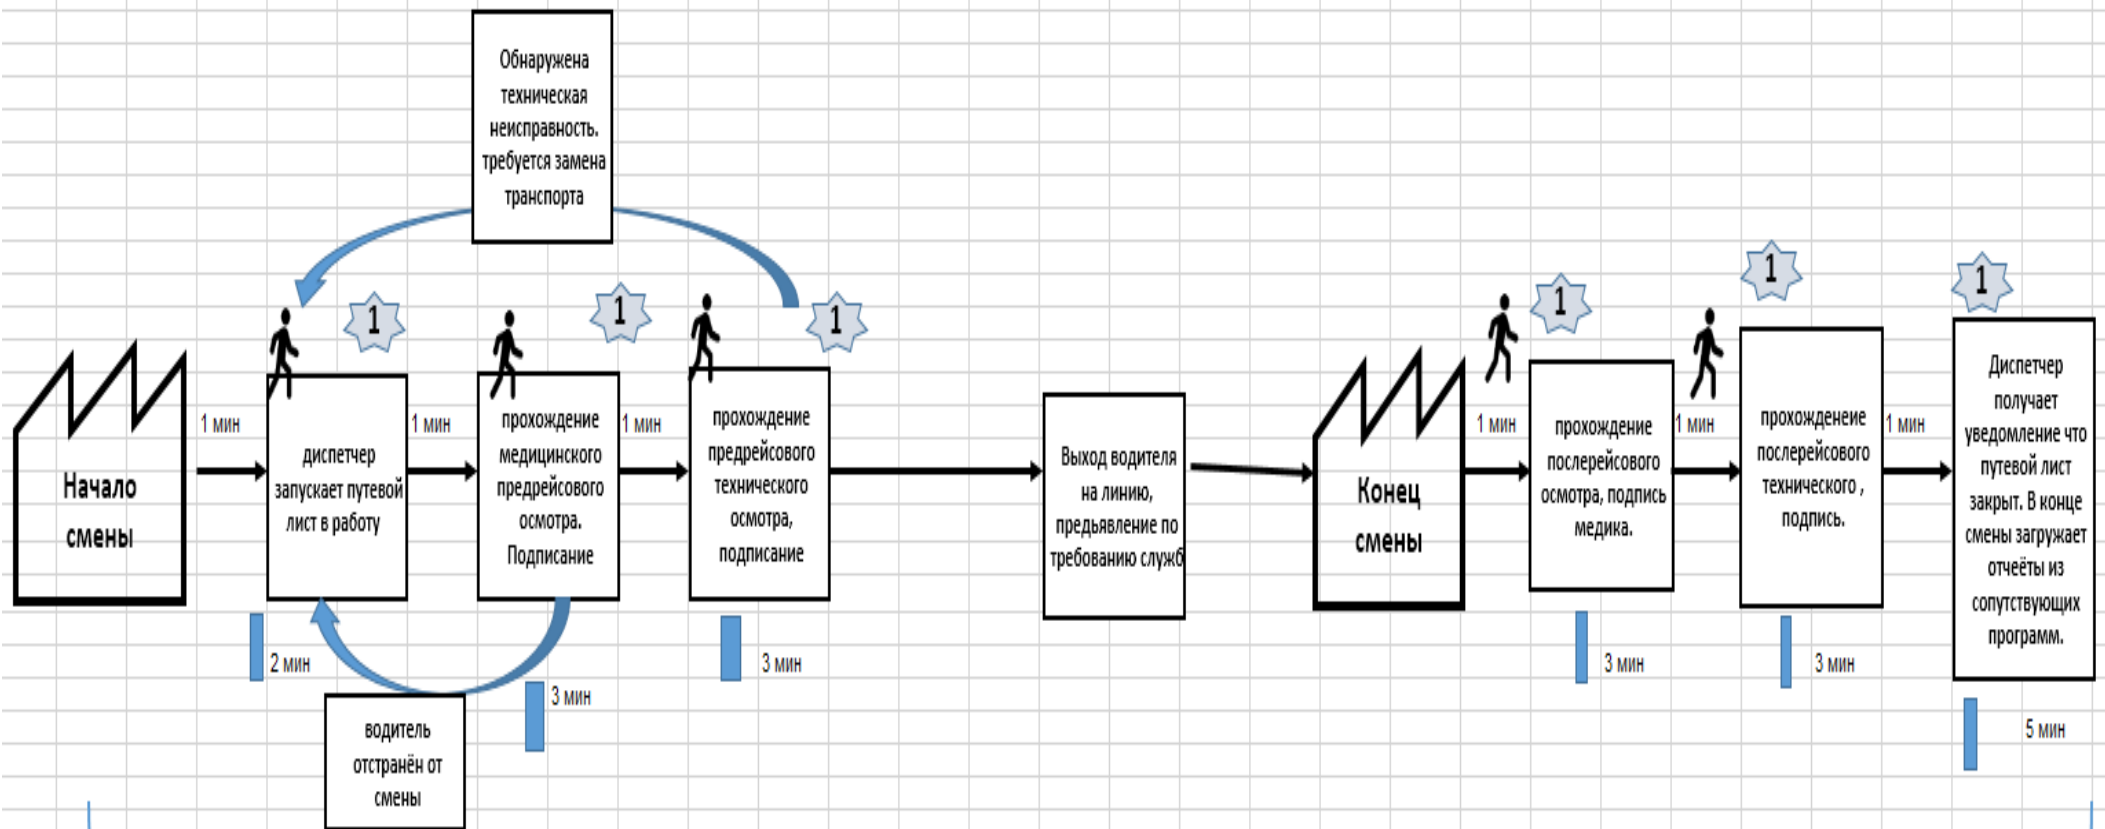 Обнаружена
техническая
неисправность.
требуется замена
транспорта
1
1
1
1
1
1
Начало
смены
1 мин
диспетчер
запускает путевой
лист в работу
2 мин
1 мин
прохождение
медицинского
предрейсового
осмотра.
Подписание
3 мин
1 мин
прохождение
предрейсового
технического
осмотра,
подписание
3 мин
водитель
отстранён от
смены
Выход водителя
на линию,
предьявление по
требованию служб
Конец
смены
1 мин
прохождение
послерейсового
осмотра, подпись
медика.
3 мин
1 мин
прохожденеие
послерейсового
технического ,
подпись.
3 мин
1 мин
Диспетчер
получает
уведомление что
путевой лист
закрыт. В конце
смены загружает
отчеёты из
сопутствующих
программ.
5 мин